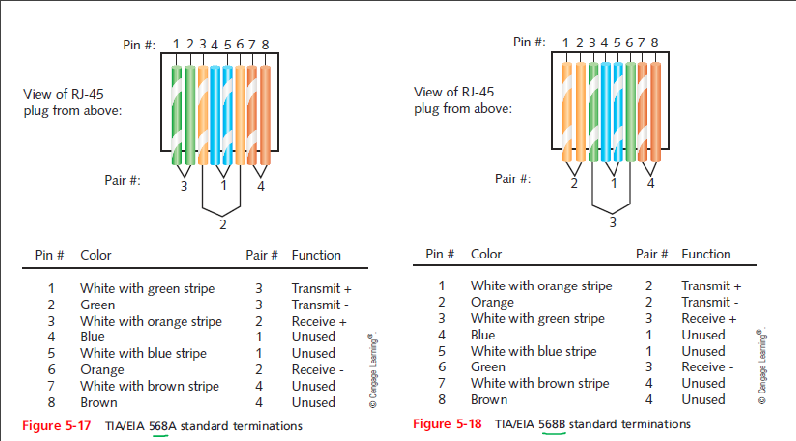 Pin #: 1 2 3 4 5 6 7 8
View of RJ-45
plug from above:
Pair #:
3 1 4
2
Pin # Color Pair # Function
1 White with green stripe 3 Transmit +
2 Green 3 Transmit -
3 White with orange stripe 2 Receive +
4 Blue 1 Unused
5 White with blue stripe 1 Unused
6 Orange 2 Receive -
7 White with brown stripe 4 Unused
8 Brown 4 Unused
© Cengage Learning®.
Figure 5-17 TIA/EIA 568A standard terminations
Pin #: 1 2 3 4 5 6 7 8
View of RJ-45
plug from above:
Pair #:
2 1 4
3
Pin # Color Pair # Function
1 White with orange stripe 2 Transmit +
2 Orange 2 Transmit -
3 White with green stripe 3 Receive +
4 Blue 1 Unused
5 White with blue stripe 1 Unused
6 Green 3 Receive -
7 White with brown stripe 4 Unused
8 Brown 4 Unused
© Cengage Learning®.
Figure 5-18 TIA/EIA 568B standard terminations